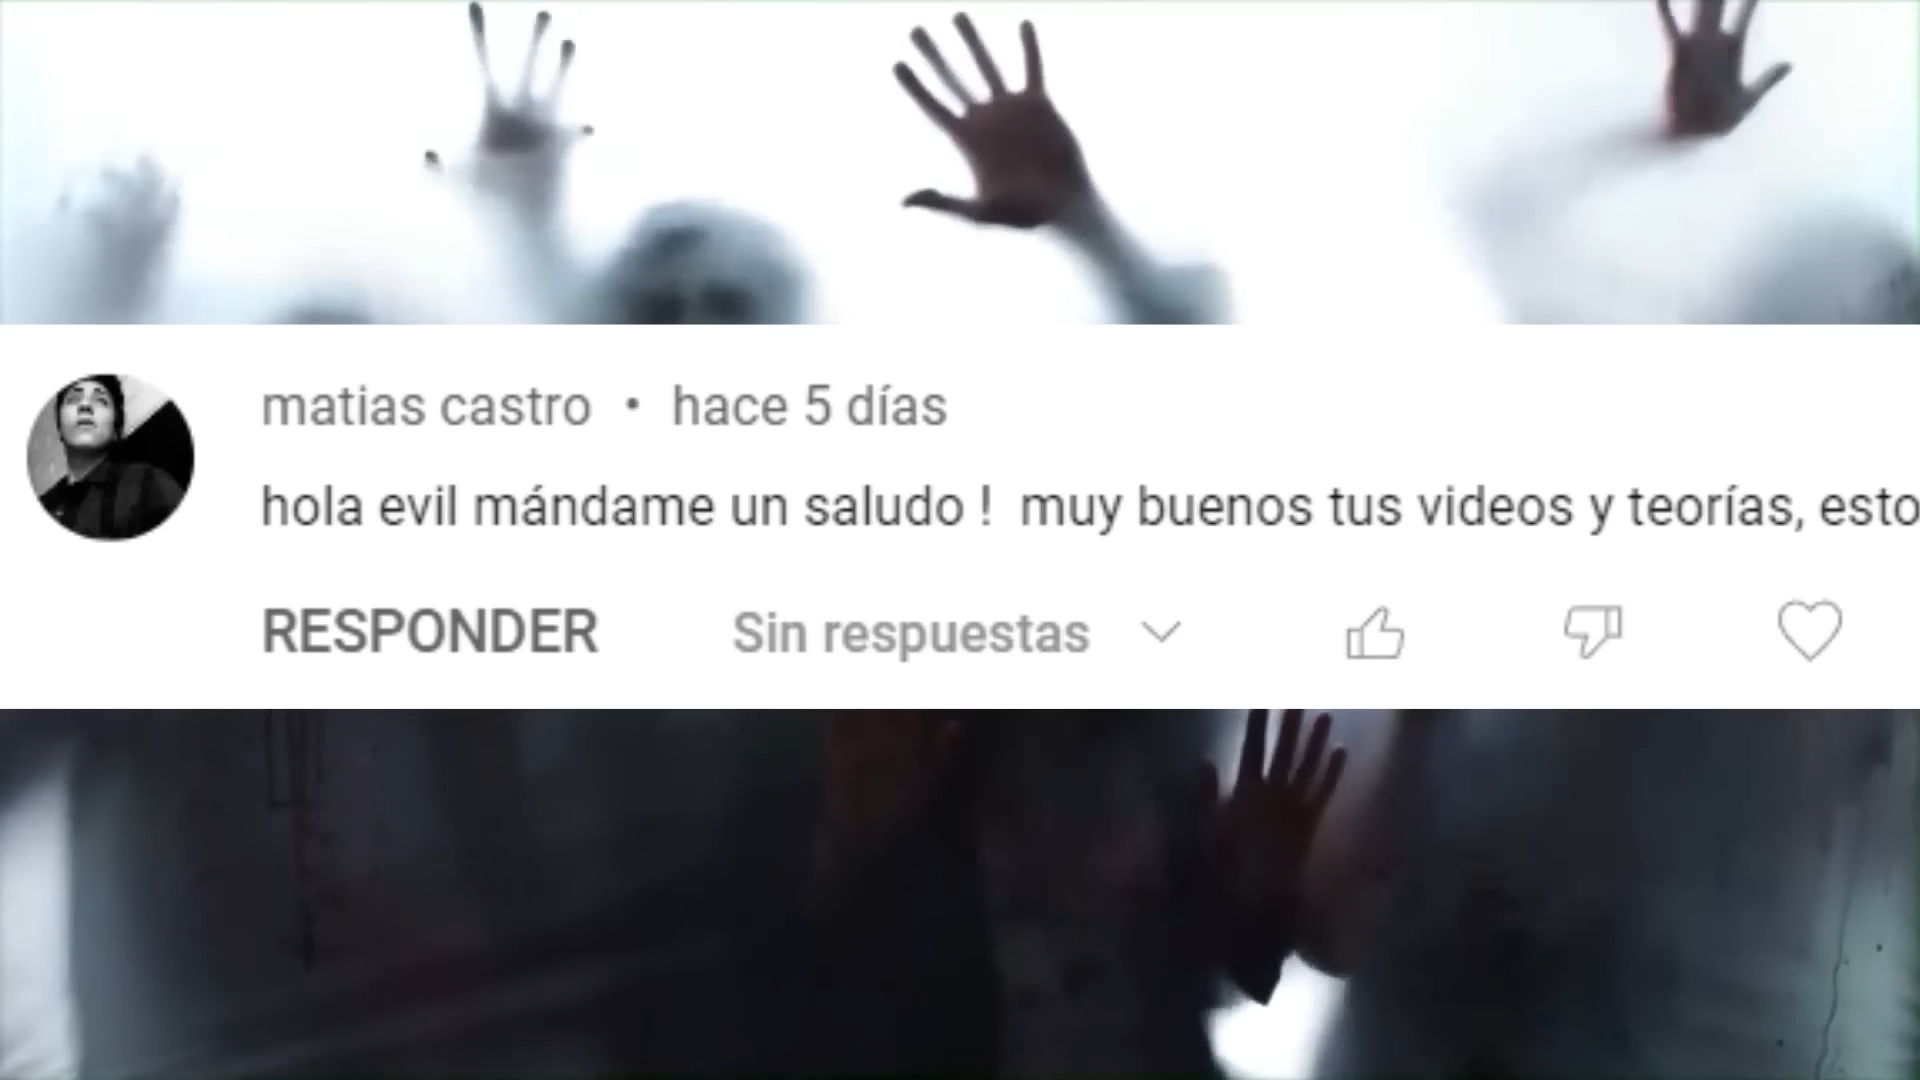 matias castro • hace 5 días
hola evil mándame un saludo ! muy buenos tus videos y teorías, esto
RESPONDER Sin respuestas